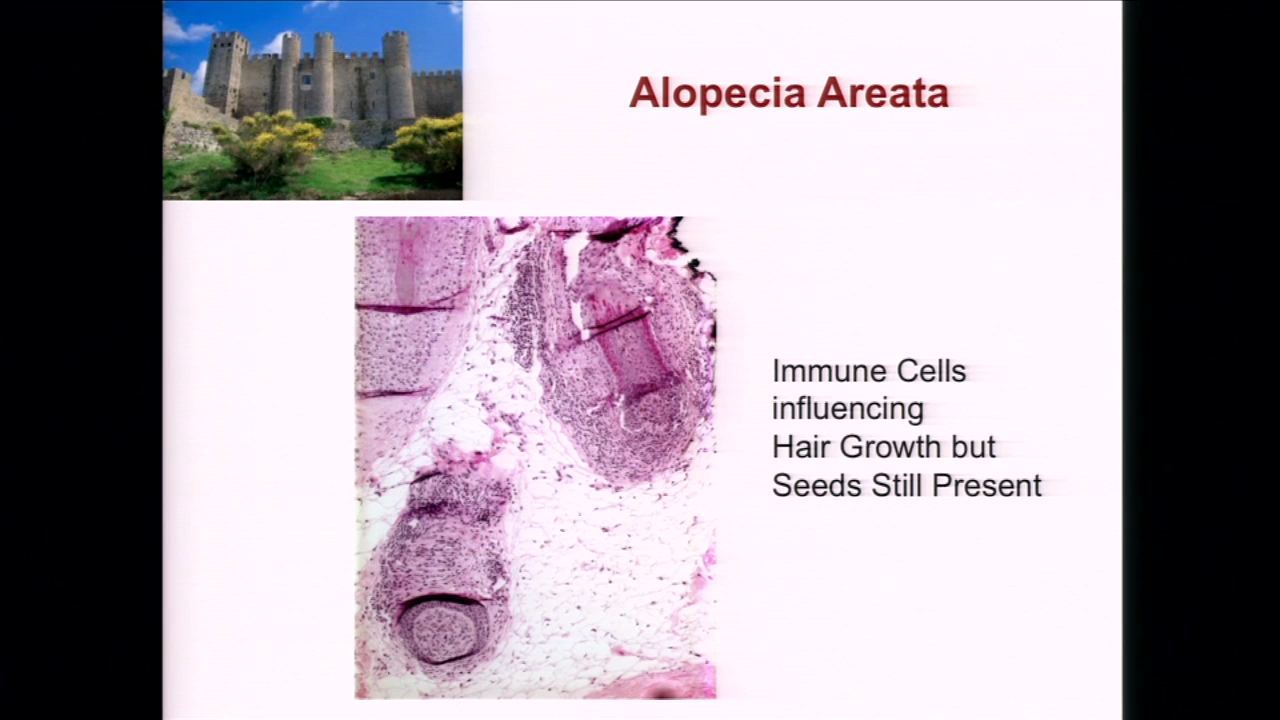 Alopecia Areata
Immune Cells
influencing
Hair Growth but
Seeds Still Present